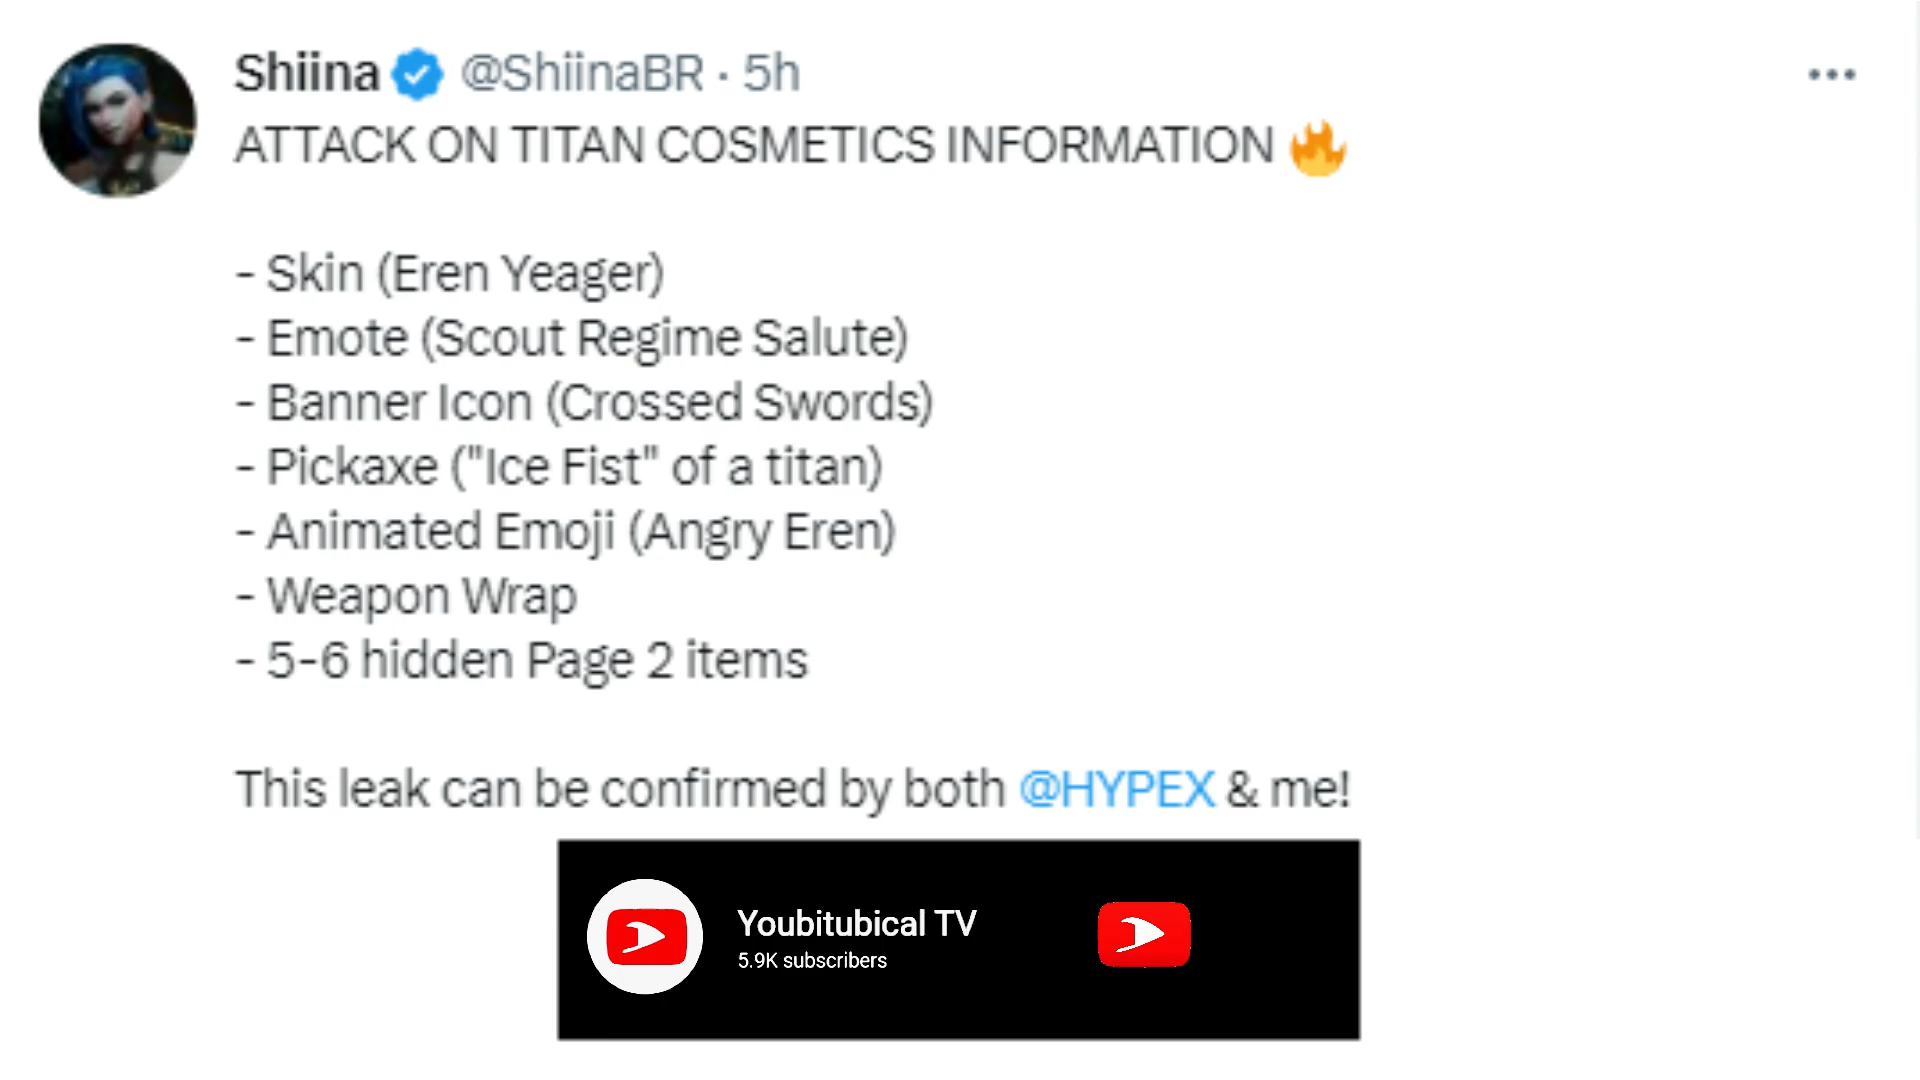 Shiina @ShiinaBR · 5h
ATTACK ON TITAN COSMETICS INFORMATION 🔥
- Skin (Eren Yeager)
- Emote (Scout Regime Salute)
- Banner Icon (Crossed Swords)
- Pickaxe ("Ice Fist" of a titan)
- Animated Emoji (Angry Eren)
- Weapon Wrap
- 5-6 hidden Page 2 items
This leak can be confirmed by both @HYPEX & me!
Youbitubical TV
5.9K subscribers